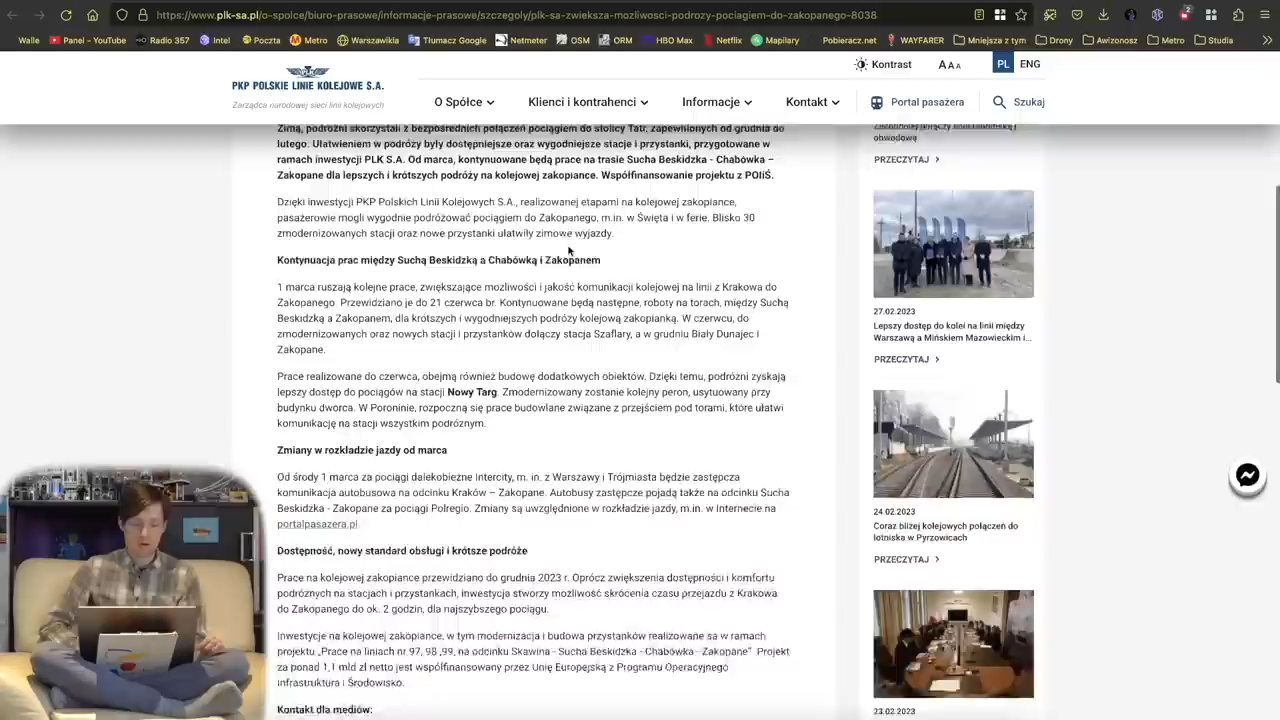 https://www.plk-sa.pl/o-spolce/biuro-prasowe/informacje-prasowe/szczegoly/plk-sa-zwieksza-mozliwosci-podrozy-pociagiem-do-zakopanego-8038
Walle
Panel - YouTube
Radio 357
Intel
Poczta
Metro
Warszawska
Tłumacz Google
Netmeter
OSM
ORM
HBO Max
Netflix
Mapilary
Pobieracz.net
WAYFARER
Metro na Szyn...
Drony
Zamontowany...
Metro
Studia
Kontrast
A A A
PL
ENG
PKP POLSKIE LINIE KOLEJOWE S.A.
Zarządca narodowej sieci linii kolejowych
O Spółce
Klienci i kontrahenci
Informacje
Kontakt
Portal pasażera
Szukaj
Zimą, podróżni skorzystali z bezpośrednich połączeń pociągiem do stolicy Tatr, zapewnionych od grudnia do
lutego. Ułatwieniem w podróży były dostępniejsze oraz wygodniejsze stacje i przystanki, przygotowane w
ramach inwestycji PLK S.A. Od marca, kontynuowane będą prace na trasie Sucha Beskidzka - Chabówka –
Zakopane dla lepszych i krótszych podróży na kolejowej zakopiance. Współfinansowanie projektu z POIiŚ.
Dzięki inwestycji PKP Polskich Linii Kolejowych S.A., realizowanej etapami na kolejowej zakopiance,
pasażerowie mogli wygodnie podróżować pociągiem do Zakopanego, m.in. w Święta i w ferie. Blisko 30
zmodernizowanych stacji oraz nowe przystanki ułatwiły zimowe wyjazdy.
Kontynuacja prac między Suchą Beskidzką a Chabówką i Zakopanem
1 marca ruszają kolejne prace, zwiększające możliwości i jakość komunikacji kolejowej na linii z Krakowa do
Zakopanego. Przewidziano je do 21 czerwca br. Kontynuowane będą następne, roboty na torach, między Suchą
Beskidzką a Zakopanem, dla krótszych i wygodniejszych podróży koleją zakopianką. W czerwcu, do
zmodernizowanych oraz nowych stacji i przystanków dołączy stacja Szaflary, a w grudniu Biały Dunajec i
Zakopane.
Prace realizowane do czerwca, obejmą również budowę dodatkowych obiektów. Dzięki temu, podróżni zyskają
lepszy dostęp do pociągów na stacji Nowy Targ. Zmodernizowany zostanie kolejny peron, usytuowany przy
budynku dworca. W Poroninie, rozpoczną się prace budowlane związane z przejściem pod torami, które ułatwi
komunikację na stacji wszystkim podróżnym.
Zmiany w rozkładzie jazdy od marca
Od środy 1 marca za pociągi dalekobieżne Intercity, m. in. z Warszawy i Trójmiasta będzie zastępcza
komunikacja autobusowa na odcinku Kraków – Zakopane. Autobusy zastępcze pojadą także na odcinku Sucha
Beskidzka - Zakopane za pociągi Polregio. Zmiany są uwzględnione w rozkładzie jazdy, m.in. w Internecie na
portalpasazera.pl.
Dostępność, nowy standard obsługi i krótsze podróże
Prace na kolejowej zakopiance przewidziano do grudnia 2023 r. Oprócz zwiększenia dostępności i komfortu
podróżnych na stacjach i przystankach, inwestycja stworzy możliwość skrócenia czasu przejazdu z Krakowa
do Zakopanego do ok. 2 godzin, dla najszybszego pociągu.
Inwestycje na kolejowej zakopiance, w tym modernizacja i budowa przystanków realizowane są w ramach
projektu „Prace na liniach nr 97, 98 ,99, na odcinku Skawina - Sucha Beskidzka - Chabówka - Zakopane” Projekt
za ponad 1,1 mld zł netto jest współfinansowany przez Unię Europejską z Programu Operacyjnego
Infrastruktura i Środowisko.
Kontakt dla mediów:
obwodową
PRZECZYTAJ
27.02.2023
Lepszy dostęp do kolei na linii między
Warszawą a Mińskiem Mazowieckim i...
PRZECZYTAJ
24.02.2023
Coraz bliżej kolejowych połączeń do
lotniska w Pyrzowicach
PRZECZYTAJ
23.02.2023